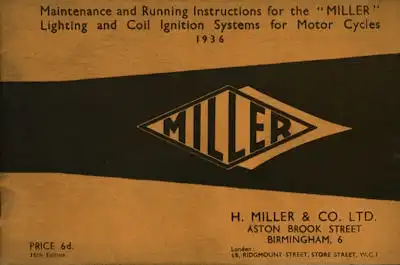 Maintenance and Running Instructions for the "MILLER"
Lighting and Coil Ignition Systems for Motor Cycles
1936
MILLER
H. MILLER & CO. LTD.
ASTON BROOK STREET
BIRMINGHAM, 6
London:
18, RIDGMOUNT STREET, STORE STREET, W.C.1
PRICE 6d.
Edition